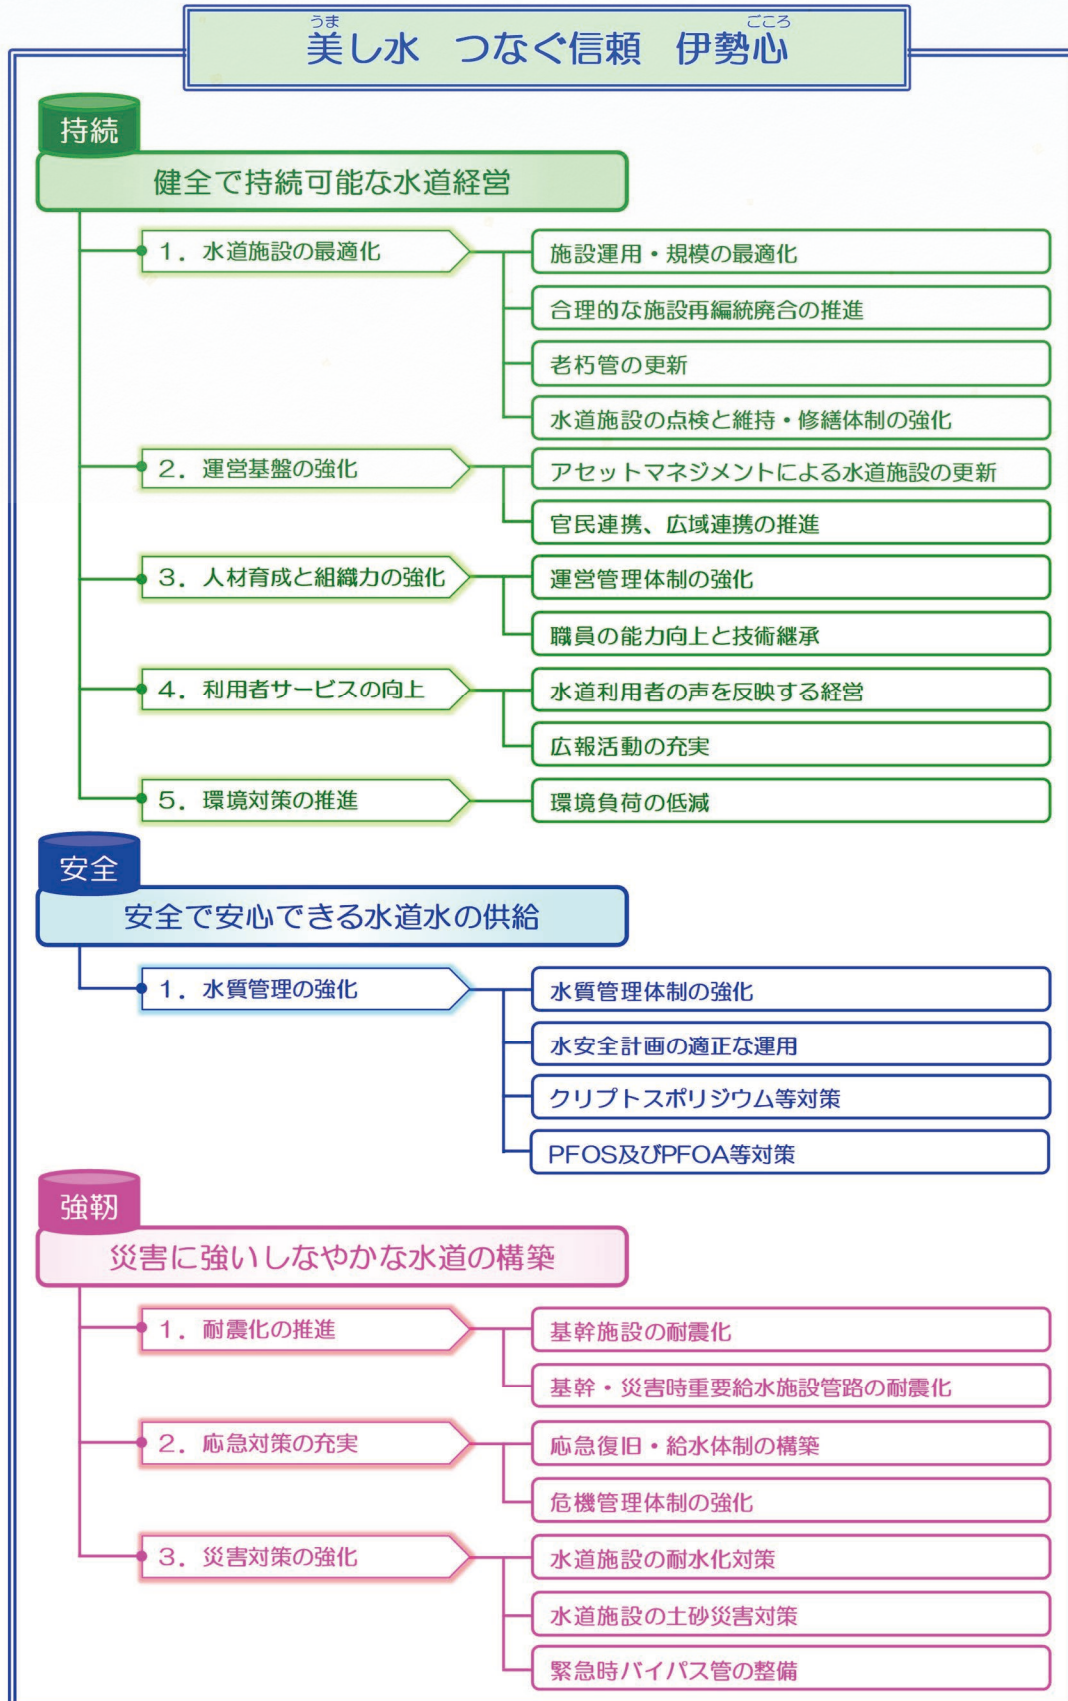 美し水　つなぐ信頼　伊勢心
うま
ごころ
持続
健全で持続可能な水道経営
1．水道施設の最適化
施設運用・規模の最適化
合理的な施設再編統廃合の推進
老朽管の更新
水道施設の点検と維持・修繕体制の強化
2．運営基盤の強化
アセットマネジメントによる水道施設の更新
官民連携、広域連携の推進
3．人材育成と組織力の強化
運営管理体制の強化
職員の能力向上と技術継承
4．利用者サービスの向上
水道利用者の声を反映する経営
広報活動の充実
5．環境対策の推進
環境負荷の低減
安全
安全で安心できる水道水の供給
1．水質管理の強化
水質管理体制の強化
水安全計画の適正な運用
クリプトスポリジウム等対策
PFOS及びPFOA等対策
強靭
災害に強いしなやかな水道の構築
1．耐震化の推進
基幹施設の耐震化
基幹・災害時重要給水施設管路の耐震化
2．応急対策の充実
応急復旧・給水体制の構築
危機管理体制の強化
3．災害対策の強化
水道施設の耐水化対策
水道施設の土砂災害対策
緊急時バイパス管の整備